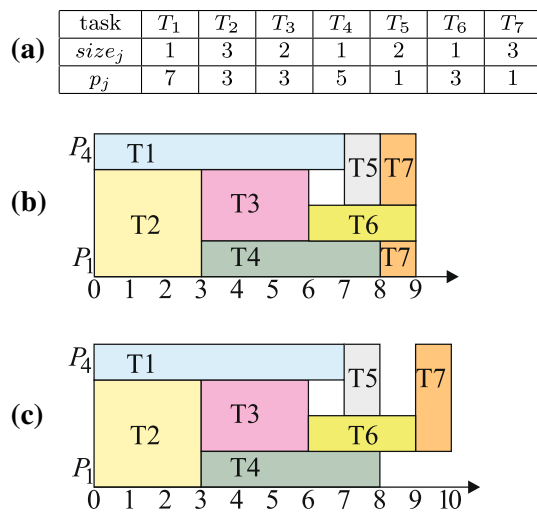 (a)
task T₁ T₂ T₃ T₄ T₅ T₆ T₇
size_j 1 3 2 1 2 1 3
p_j 7 3 3 5 1 3 1
(b)
P₄ T1 T5 T7
T2 T3 T6
P₁ T4 T7
0 1 2 3 4 5 6 7 8 9
(c)
P₄ T1 T5 T7
T2 T3 T6
P₁ T4
0 1 2 3 4 5 6 7 8 9 10